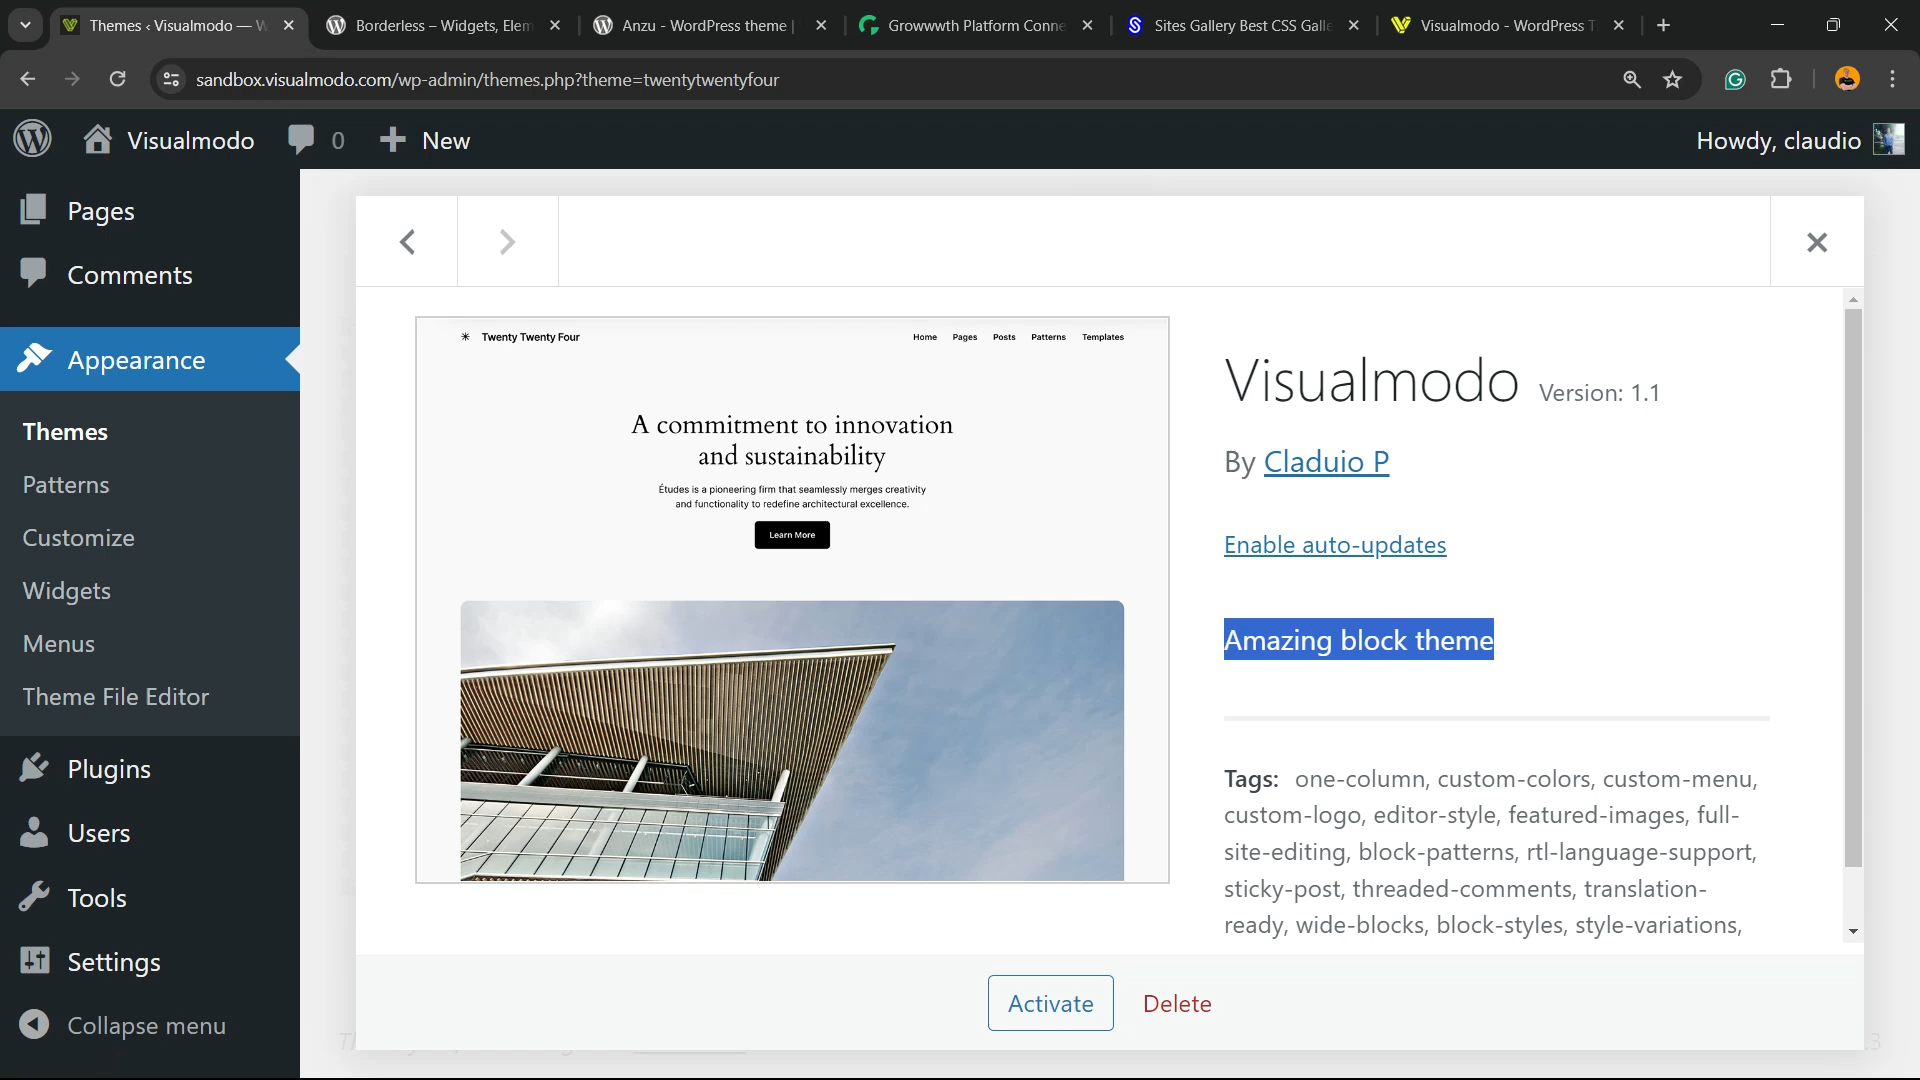 Themes ‹ Visualmodo — W
Borderless – Widgets, Elem
Anzu - WordPress theme |
Growwwth Platform Conne
Sites Gallery Best CSS Galle
Visualmodo - WordPress T
sandbox.visualmodo.com/wp-admin/themes.php?theme=twentytwentyfour
Visualmodo
0
New
Howdy, claudio
Pages
Comments
Appearance
Themes
Patterns
Customize
Widgets
Menus
Theme File Editor
Plugins
Users
Tools
Settings
Collapse menu
Twenty Twenty Four
Home Pages Posts Patterns Templates
A commitment to innovation
and sustainability
Études is a pioneering firm that seamlessly merges creativity
and functionality to redefine architectural excellence.
Learn More
Visualmodo Version: 1.1
By Claduio P
Enable auto-updates
Amazing block theme
Tags: one-column, custom-colors, custom-menu,
custom-logo, editor-style, featured-images, full-
site-editing, block-patterns, rtl-language-support,
sticky-post, threaded-comments, translation-
ready, wide-blocks, block-styles, style-variations,
Activate
Delete